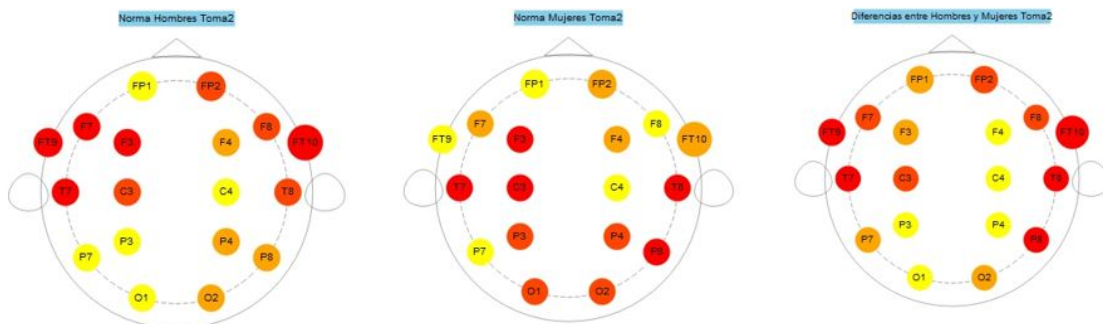 Norma Hombres Toma2
FP1 FP2
F7 F8
FT9 F3 F4 FT10
T7 C3 C4 T8
P3 P4
P7 P8
O1 O2
Norma Mujeres Toma2
FP1 FP2
F7 F8
FT9 F3 F4 FT10
T7 C3 C4 T8
P3 P4
P7 P8
O1 O2
Diferencias entre Hombres y Mujeres Toma2
FP1 FP2
F7 F8
FT9 F3 F4 FT10
T7 C3 C4 T8
P3 P4
P7 P8
O1 O2